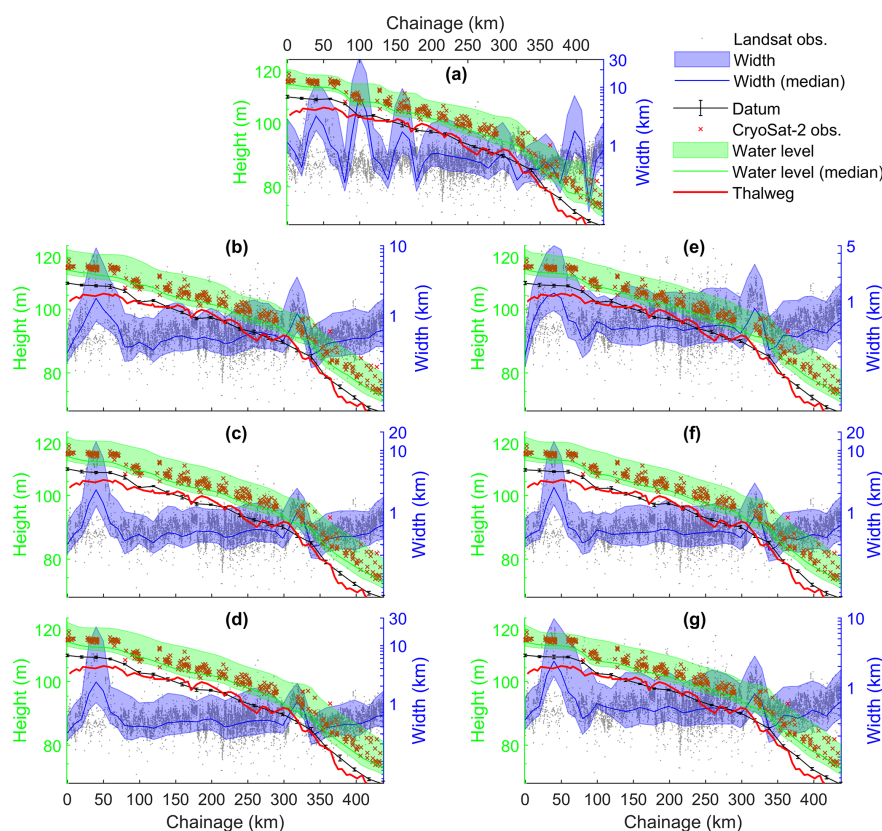 Chainage (km)
0 50 100 150 200 250 300 350 400
(a)
120
100
80
Height (m)
30
10
1
Width (km)
Landsat obs.
Width
Width (median)
Datum
CryoSat-2 obs.
Water level
Water level (median)
Thalweg
(b)
120
100
80
Height (m)
10
1
Width (km)
(e)
120
100
80
Height (m)
5
1
Width (km)
(c)
120
100
80
Height (m)
20
10
1
Width (km)
(f)
120
100
80
Height (m)
20
10
1
Width (km)
(d)
120
100
80
Height (m)
30
10
1
Width (km)
0 50 100 150 200 250 300 350 400
Chainage (km)
(g)
120
100
80
Height (m)
10
1
Width (km)
0 50 100 150 200 250 300 350 400
Chainage (km)